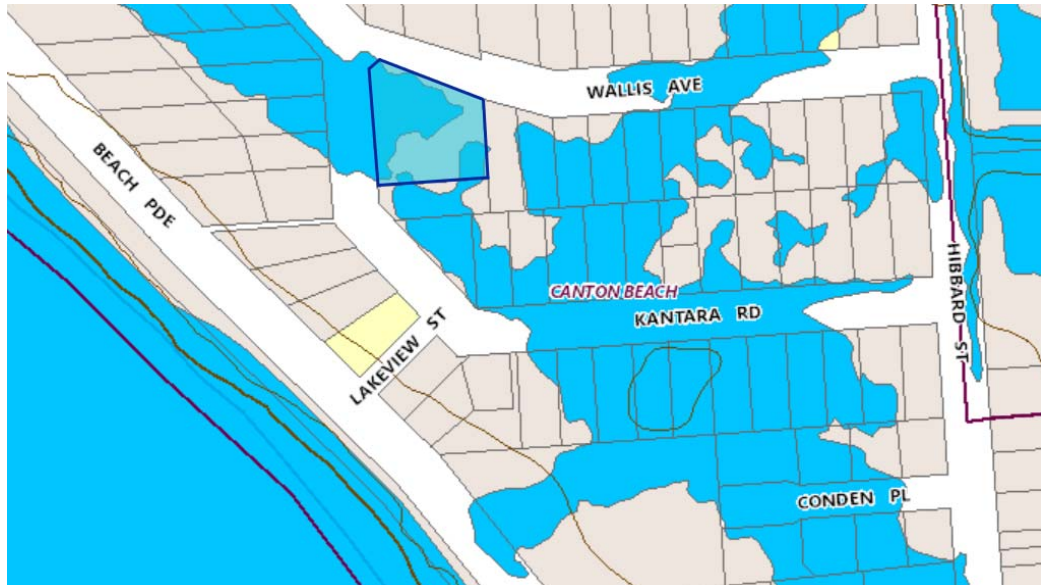 WALLIS AVE
BEACH PDE
HIBBARD ST
CANTON BEACH
KANTARA RD
LAKEVIEW ST
CONDEN PL